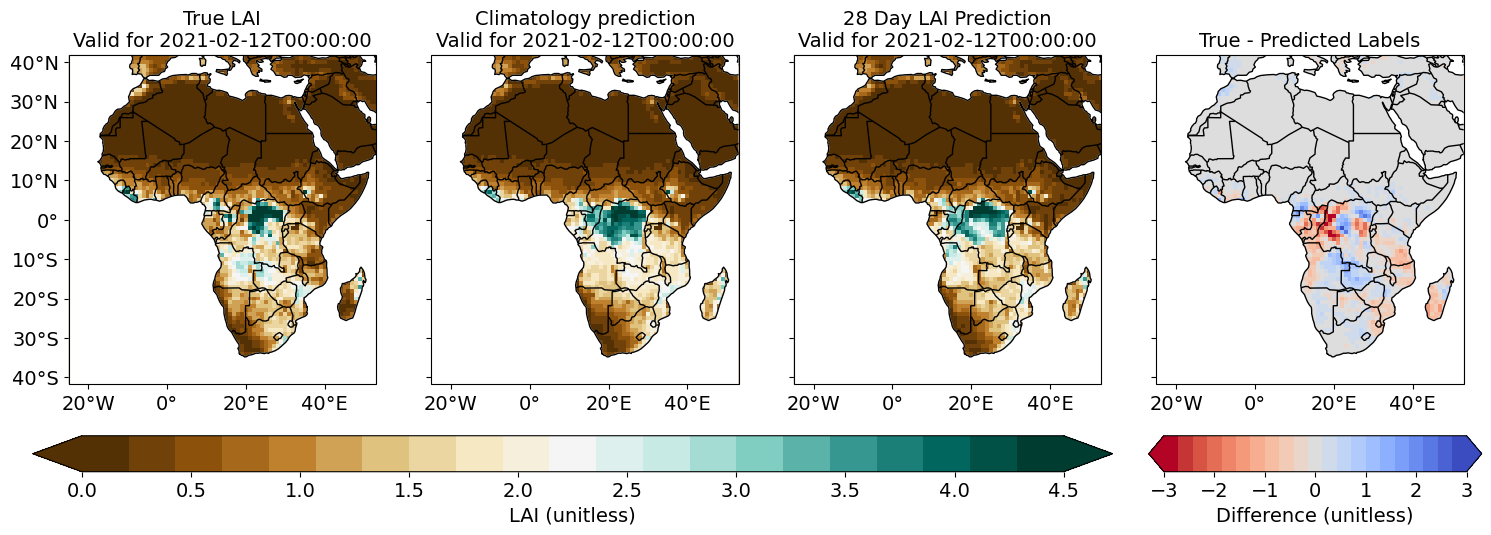 True LAI
Valid for 2021-02-12T00:00:00
Climatology prediction
Valid for 2021-02-12T00:00:00
28 Day LAI Prediction
Valid for 2021-02-12T00:00:00
True - Predicted Labels
40°N
30°N
20°N
10°N
0°
10°S
20°S
30°S
40°S
20°W 0° 20°E 40°E
20°W 0° 20°E 40°E
20°W 0° 20°E 40°E
20°W 0° 20°E 40°E
0.0 0.5 1.0 1.5 2.0 2.5 3.0 3.5 4.0 4.5
LAI (unitless)
−3 −2 −1 0 1 2 3
Difference (unitless)